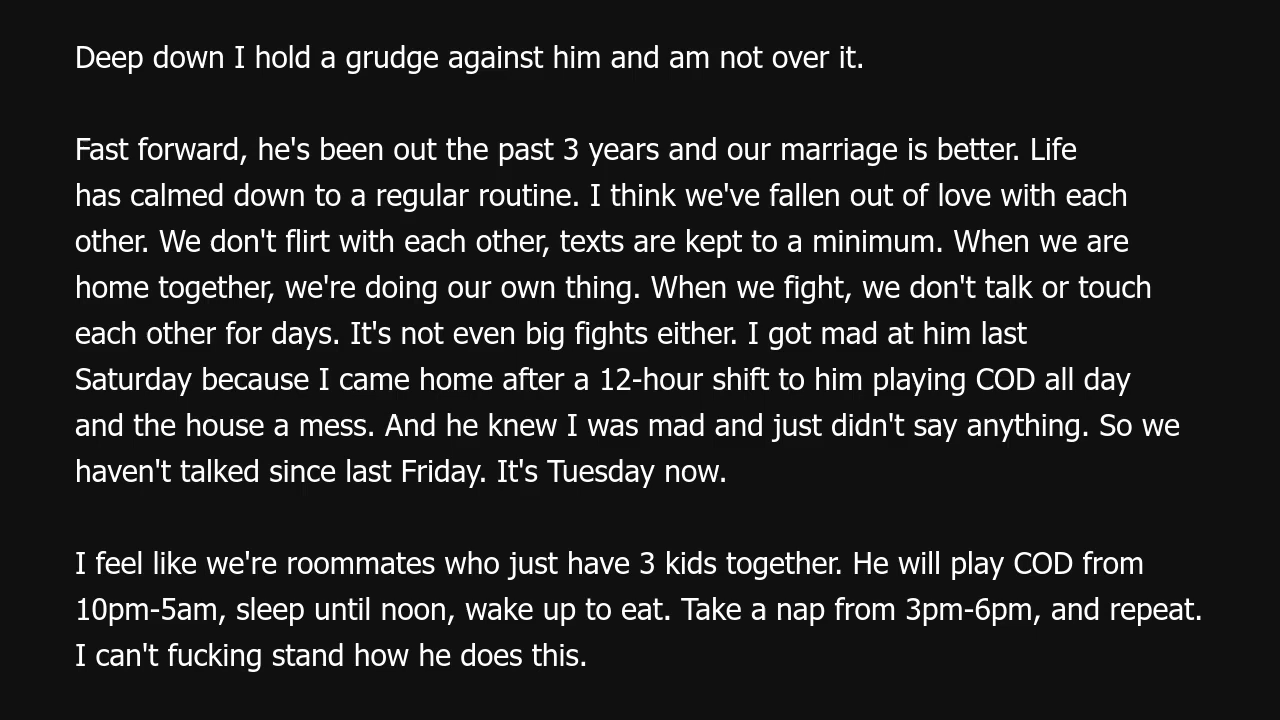 Deep down I hold a grudge against him and am not over it.
Fast forward, he's been out the past 3 years and our marriage is better. Life
has calmed down to a regular routine. I think we've fallen out of love with each
other. We don't flirt with each other, texts are kept to a minimum. When we are
home together, we're doing our own thing. When we fight, we don't talk or touch
each other for days. It's not even big fights either. I got mad at him last
Saturday because I came home after a 12-hour shift to him playing COD all day
and the house a mess. And he knew I was mad and just didn't say anything. So we
haven't talked since last Friday. It's Tuesday now.
I feel like we're roommates who just have 3 kids together. He will play COD from
10pm-5am, sleep until noon, wake up to eat. Take a nap from 3pm-6pm, and repeat.
I can't fucking stand how he does this.